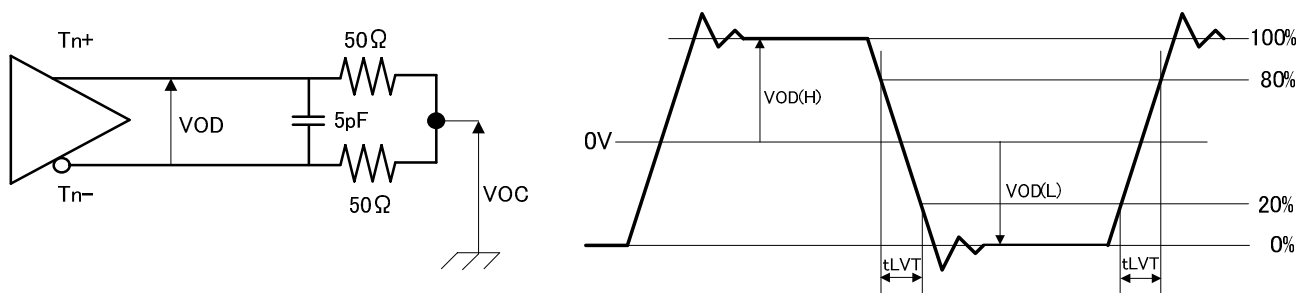 Tn+
50Ω
VOD
5pF
Tn−
50Ω
VOC
100%
80%
VOD(H)
0V
VOD(L)
20%
0%
tLVT
tLVT